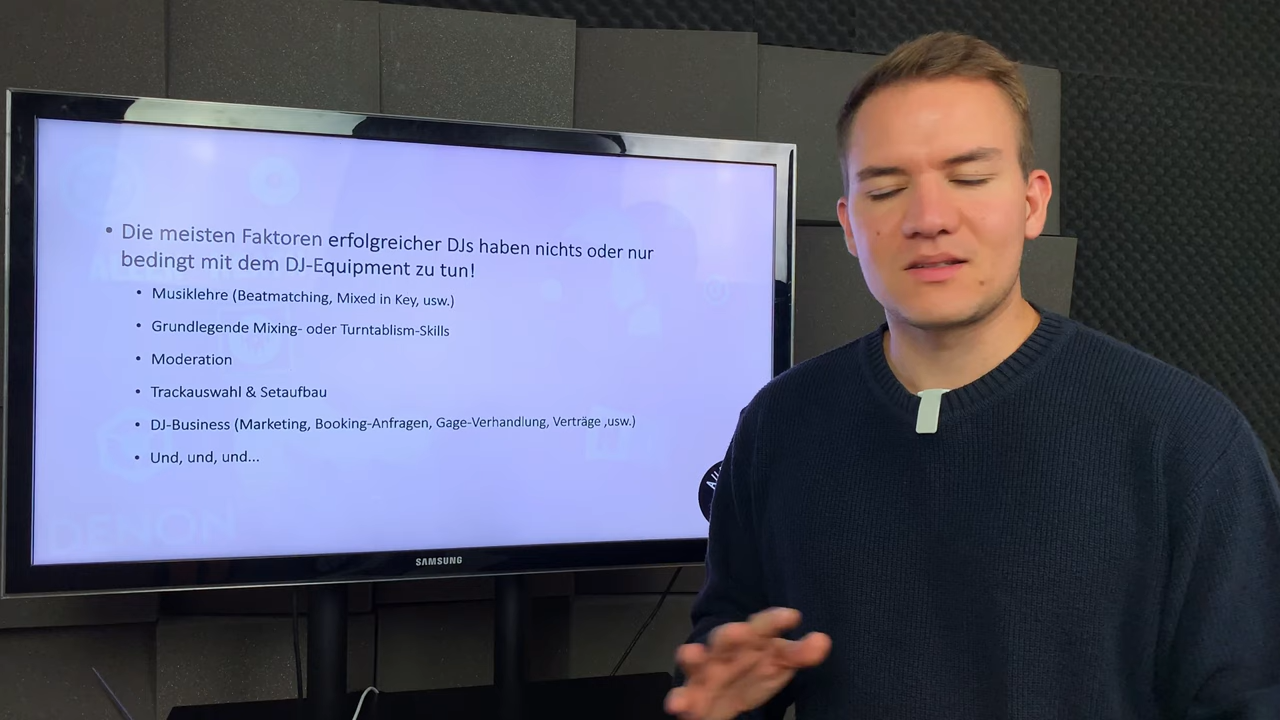 • Die meisten Faktoren erfolgreicher DJs haben nichts oder nur
bedingt mit dem DJ-Equipment zu tun!
• Musiklehre (Beatmatching, Mixed in Key, usw.)
• Grundlegende Mixing- oder Turntablism-Skills
• Moderation
• Trackauswahl & Setaufbau
• DJ-Business (Marketing, Booking-Anfragen, Gage-Verhandlung, Verträge ,usw.)
• Und, und, und...
DENON
SAMSUNG